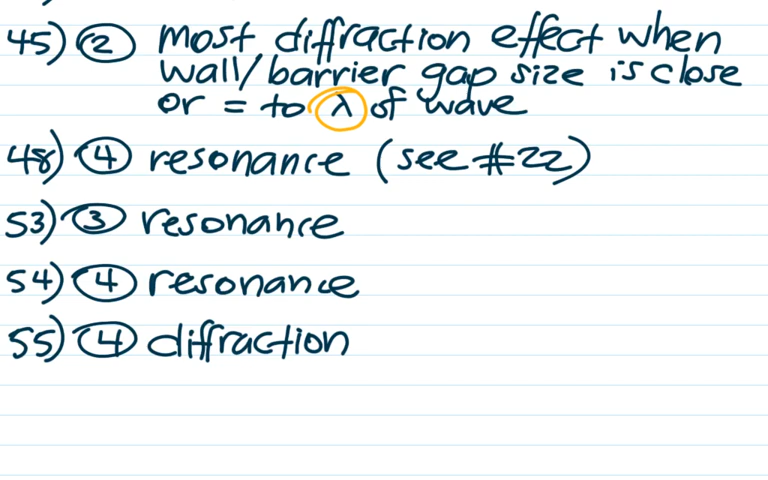 45) 2 most diffraction effect when
wall/barrier gap size is close
or = to λ of wave
48) 4 resonance (see #22)
53) 3 resonance
54) 4 resonance
55) 4 diffraction